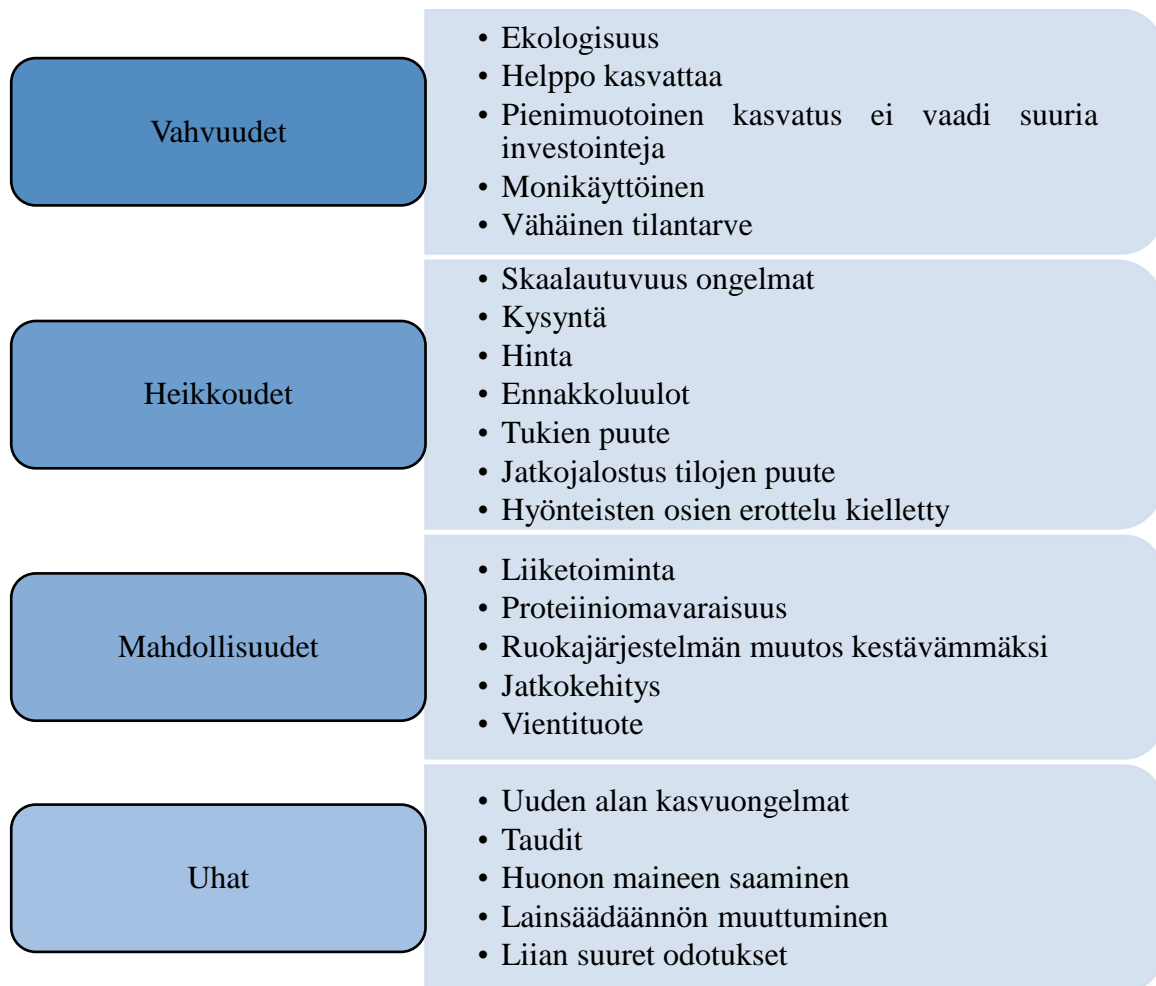 Vahvuudet
• Ekologisuus
• Helppo kasvattaa
• Pienimuotoinen kasvatus ei vaadi suuria
investointeja
• Monikäyttöinen
• Vähäinen tilantarve
Heikkoudet
• Skaalautuvuus ongelmat
• Kysyntä
• Hinta
• Ennakkoluulot
• Tukien puute
• Jatkojalostus tilojen puute
• Hyönteisten osien erottelu kielletty
Mahdollisuudet
• Liiketoiminta
• Proteiiniomavaraisuus
• Ruokajärjestelmän muutos kestävämmäksi
• Jatkokehitys
• Vientituote
Uhat
• Uuden alan kasvuongelmat
• Taudit
• Huonon maineen saaminen
• Lainsäädäännön muuttuminen
• Liian suuret odotukset